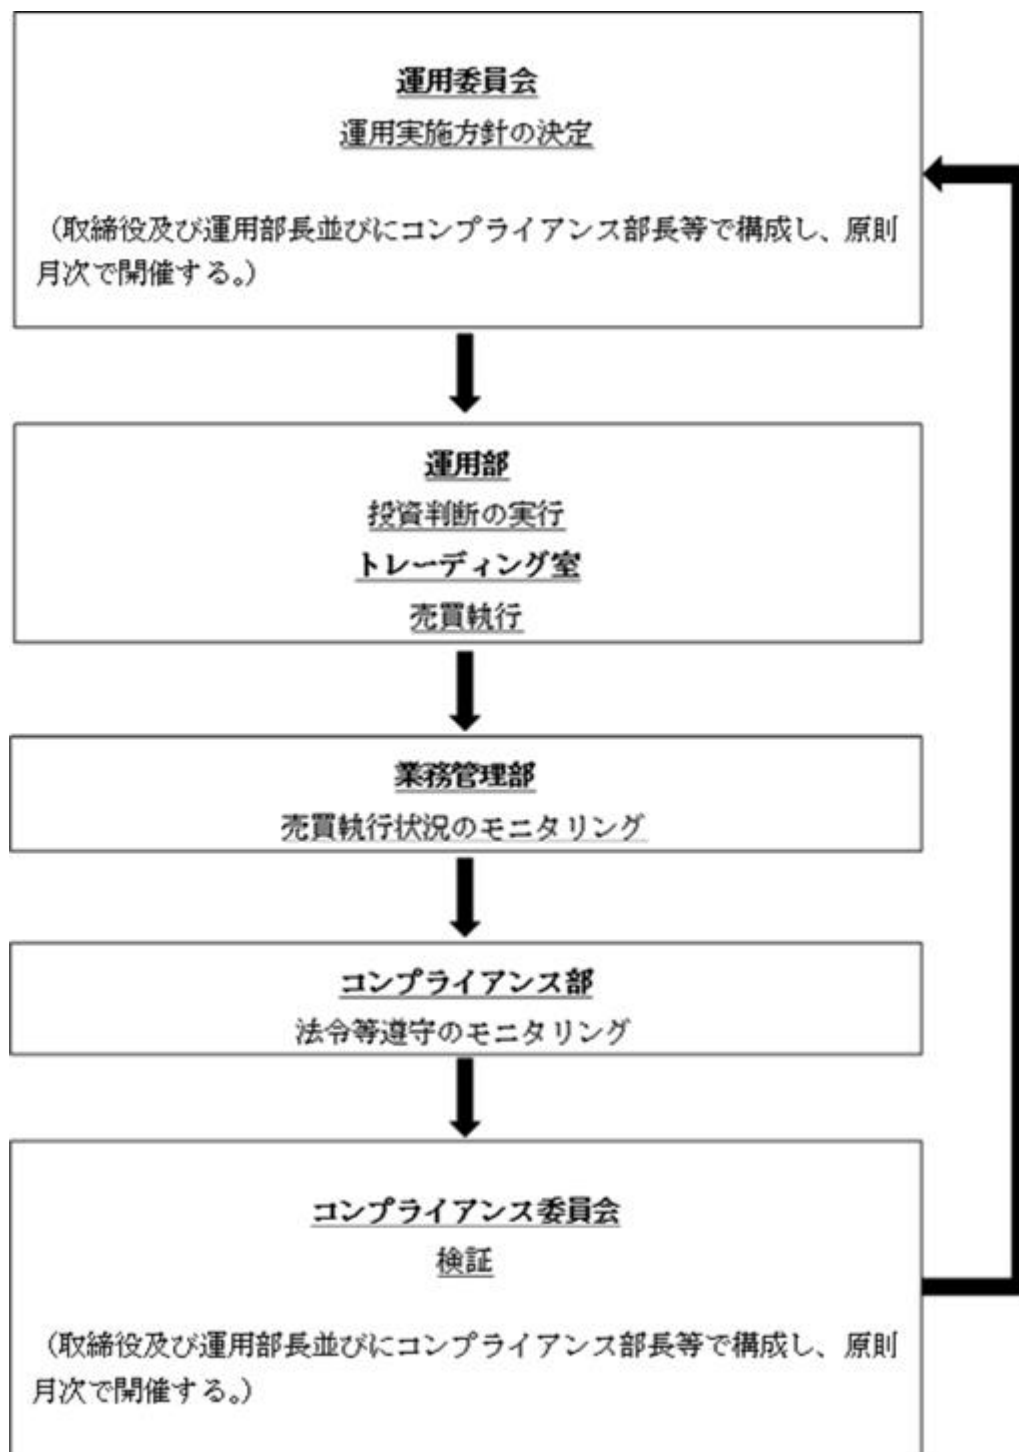 運用委員会
運用実施方針の決定
(取締役及び運用部長並びにコンプライアンス部長等で構成し、原則
月次で開催する。)
運用部
投資判断の実行
トレーディング室
売買執行
業務管理部
売買執行状況のモニタリング
コンプライアンス部
法令等遵守のモニタリング
コンプライアンス委員会
検証
(取締役及び運用部長並びにコンプライアンス部長等で構成し、原則
月次で開催する。)